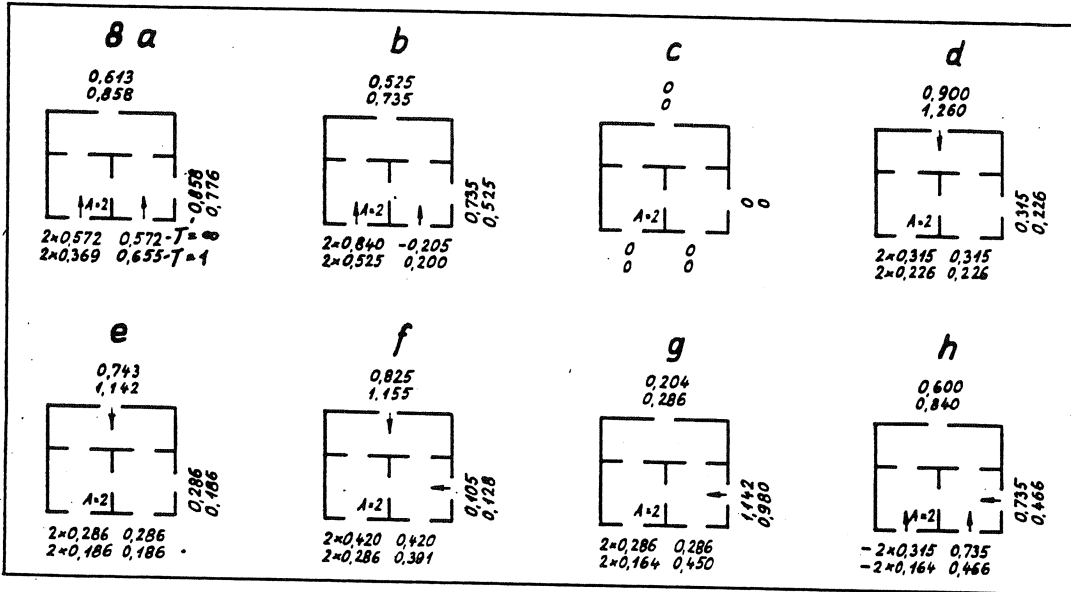 8 a
0,613
0,858
0,858
0,776
A=2
2×0,572 0,572-T=∞
2×0,369 0,655-T=1
b
0,525
0,735
0,735
0,525
A=2
2×0,840 -0,205
2×0,525 0,200
c
0
0
0
0
A=2
0 0
0 0
d
0,900
1,260
0,315
0,226
A=2
2×0,315 0,315
2×0,226 0,226
e
0,743
1,142
0,286
0,186
A=2
2×0,286 0,286
2×0,186 0,186
f
0,825
1,155
0,105
0,128
A=2
2×0,420 0,420
2×0,286 0,391
g
0,204
0,286
1,142
0,980
A=2
2×0,286 0,286
2×0,164 0,450
h
0,600
0,840
0,735
0,466
A=2
-2×0,315 0,735
-2×0,164 0,466